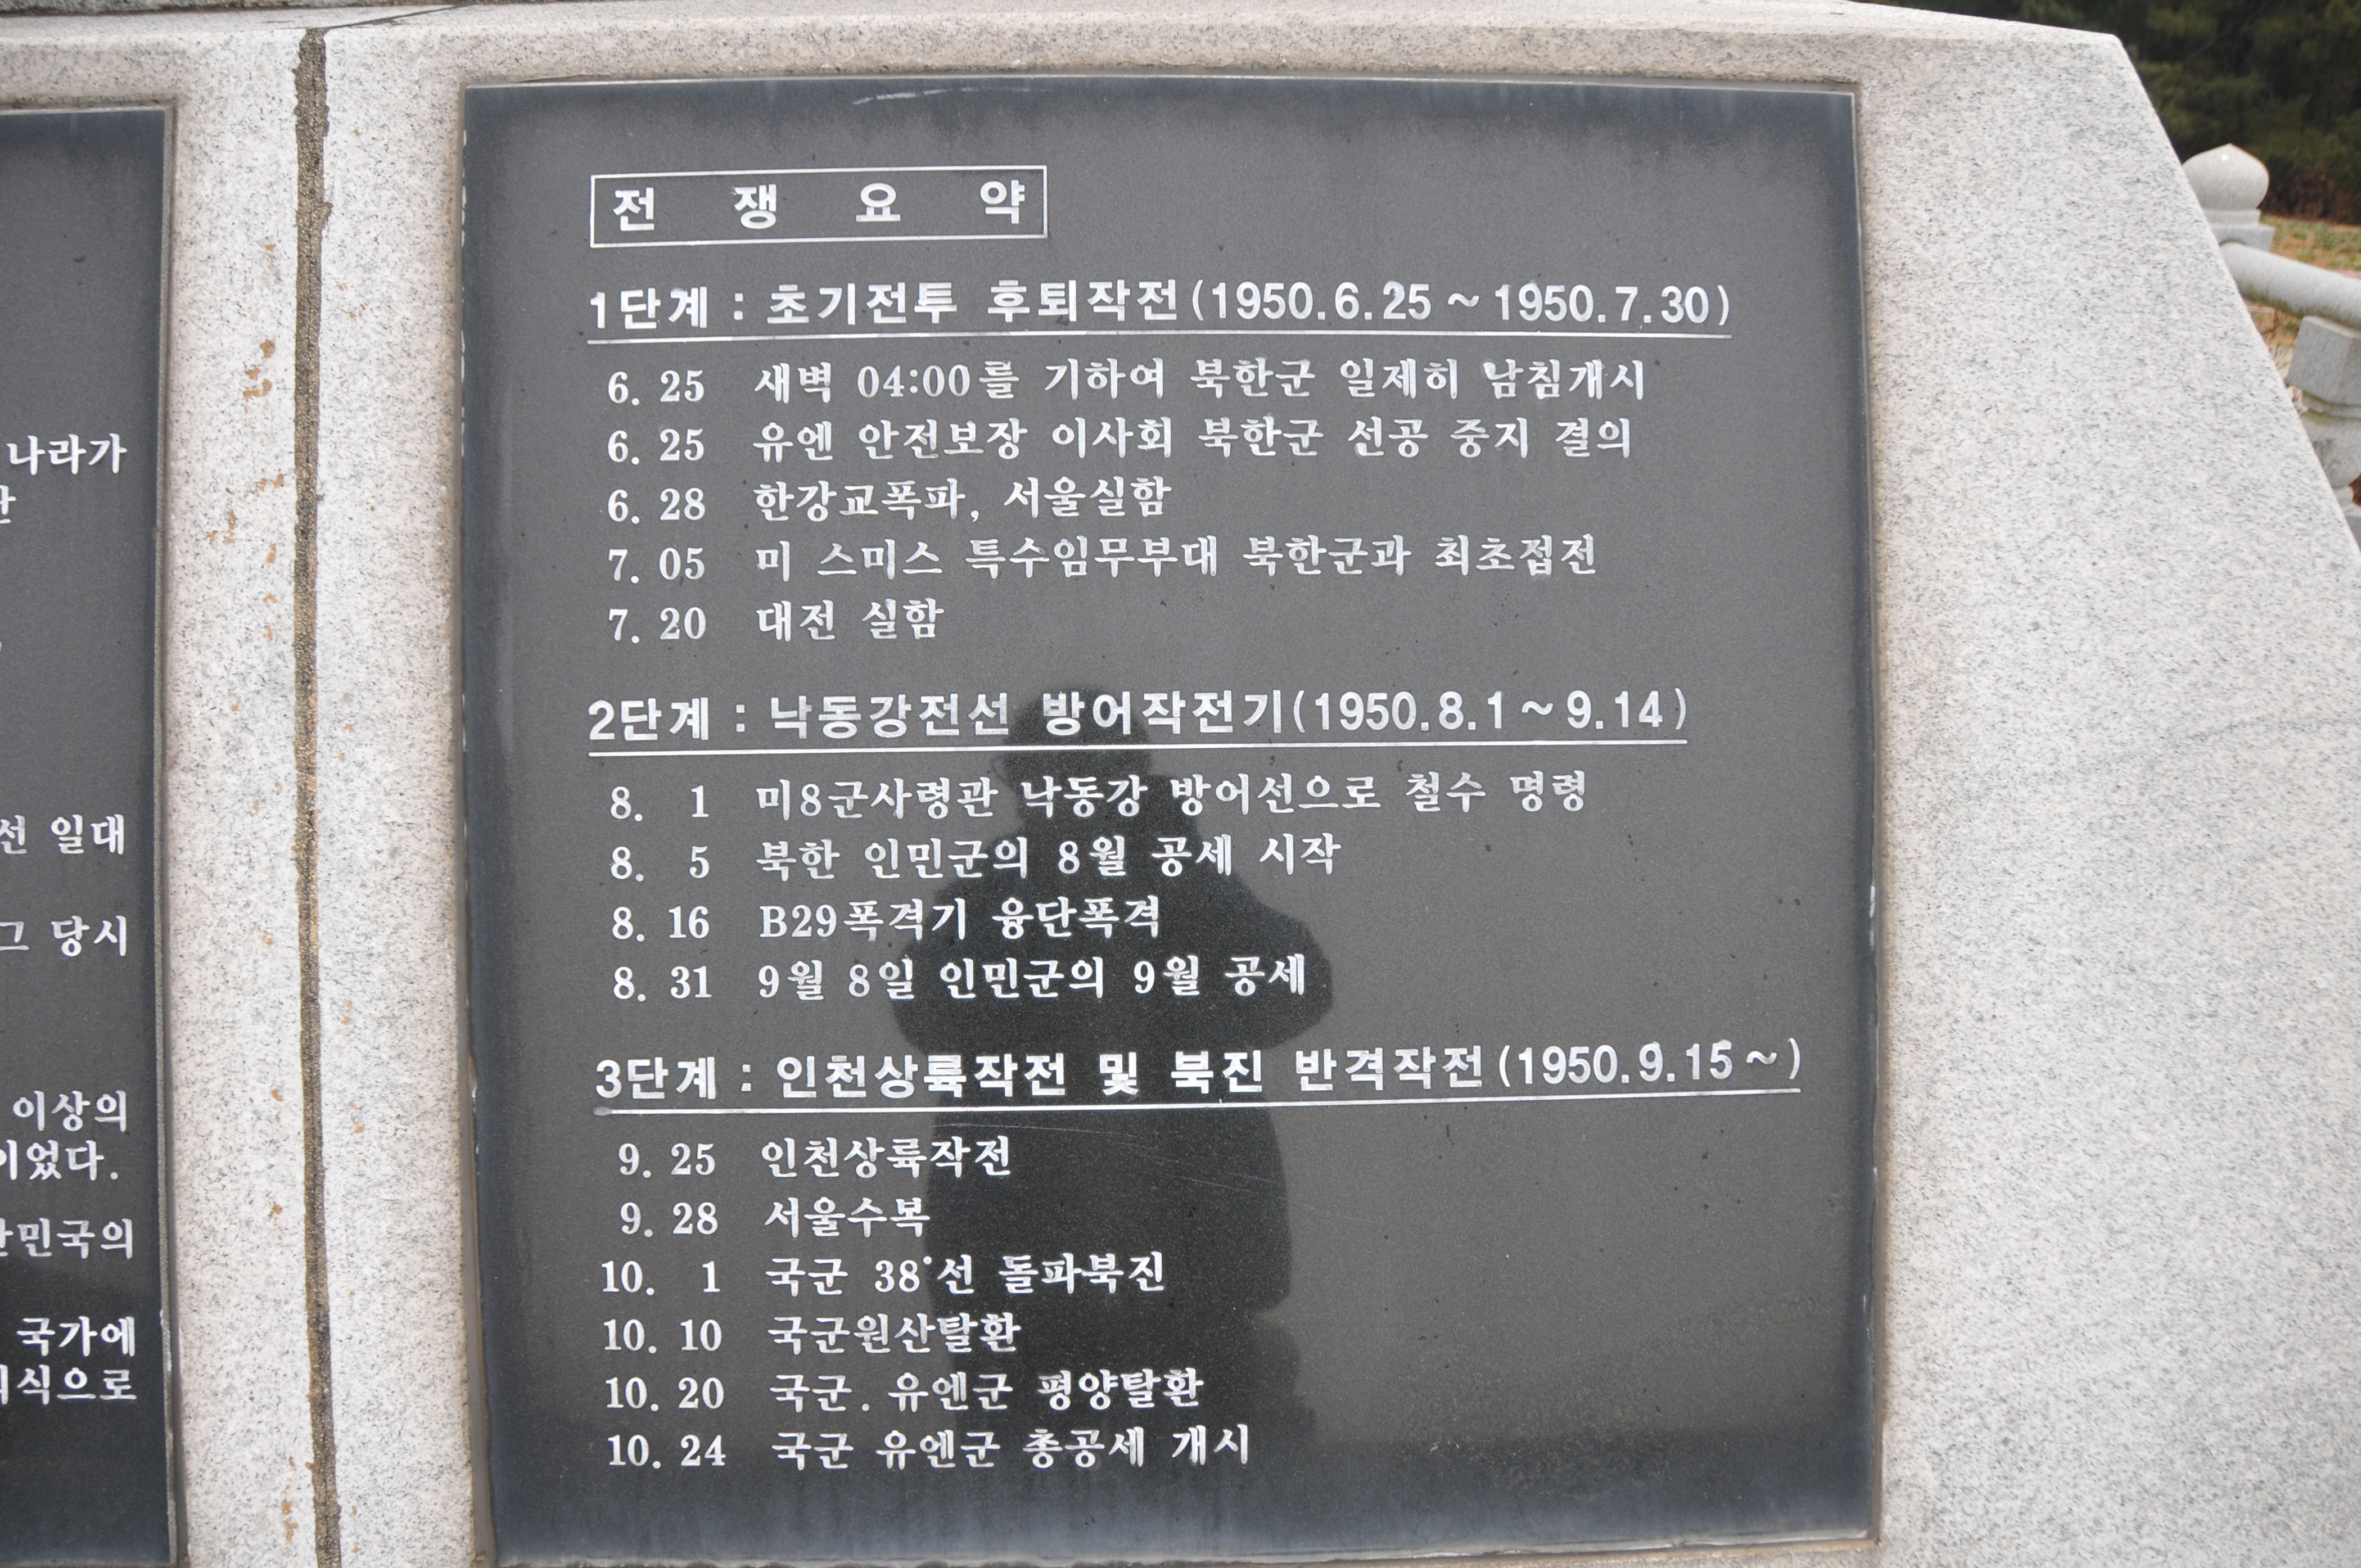 나라가
선 일대
그 당시
이상의
이었다.
민국의
국가에
식으로
전 쟁 요 약
1단계 : 초기전투 후퇴작전(1950.6.25 ~ 1950.7.30)
6. 25 새벽 04:00를 기하여 북한군 일제히 남침개시
6. 25 유엔 안전보장 이사회 북한군 선공 중지 결의
6. 28 한강교폭파, 서울실함
7. 05 미 스미스 특수임무부대 북한군과 최초접전
7. 20 대전 실함
2단계 : 낙동강전선 방어작전기(1950.8.1 ~ 9.14)
8. 1 미8군사령관 낙동강 방어선으로 철수 명령
8. 5 북한 인민군의 8월 공세 시작
8. 16 B29폭격기 융단폭격
8. 31 9월 8일 인민군의 9월 공세
3단계 : 인천상륙작전 및 북진 반격작전(1950.9.15 ~ )
9. 25 인천상륙작전
9. 28 서울수복
10. 1 국군 38°선 돌파북진
10. 10 국군원산탈환
10. 20 국군. 유엔군 평양탈환
10. 24 국군 유엔군 총공세 개시